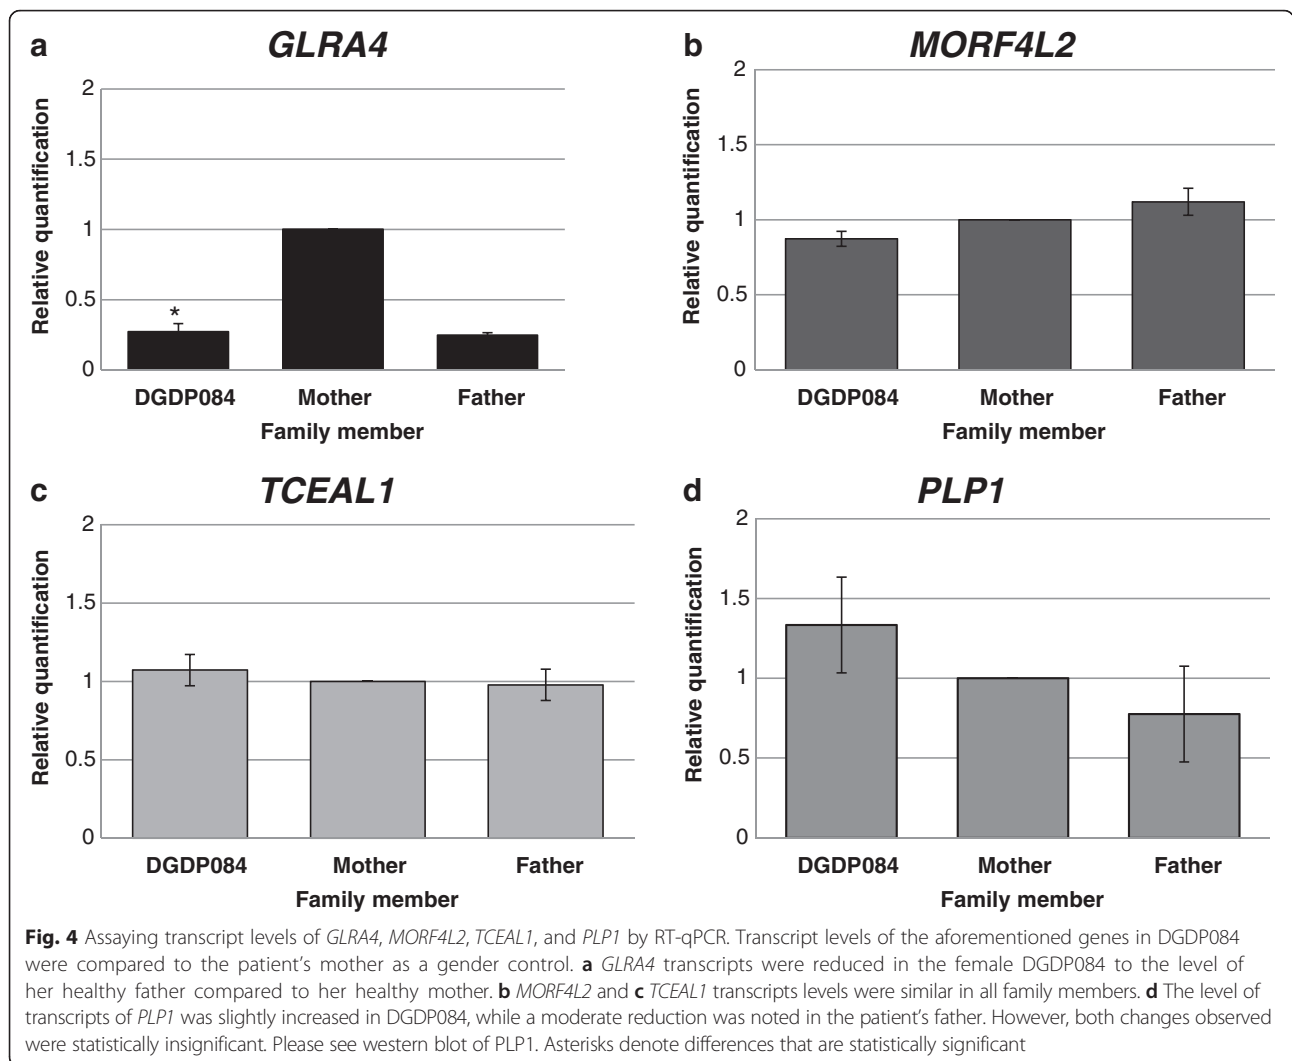 a
GLRA4
2
1.5
1
0.5
0
Relative quantification
*
DGDP084 Mother Father
Family member
b
MORF4L2
2
1.5
1
0.5
0
Relative quantification
DGDP084 Mother Father
Family member
c
TCEAL1
2
1.5
1
0.5
0
Relative quantification
DGDP084 Mother Father
Family member
d
PLP1
2
1.5
1
0.5
0
Relative quantification
DGDP084 Mother Father
Family member
Fig. 4 Assaying transcript levels of GLRA4, MORF4L2, TCEAL1, and PLP1 by RT-qPCR. Transcript levels of the aforementioned genes in DGDP084
were compared to the patient's mother as a gender control. a GLRA4 transcripts were reduced in the female DGDP084 to the level of
her healthy father compared to her healthy mother. b MORF4L2 and c TCEAL1 transcripts levels were similar in all family members. d The level of
transcripts of PLP1 was slightly increased in DGDP084, while a moderate reduction was noted in the patient's father. However, both changes observed
were statistically insignificant. Please see western blot of PLP1. Asterisks denote differences that are statistically significant